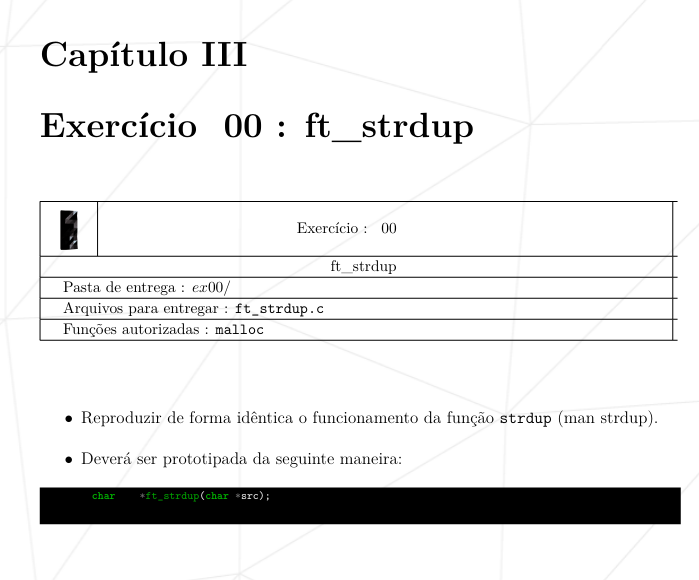 Capítulo III
Exercício 00 : ft_strdup
Exercício : 00
ft_strdup
Pasta de entrega : ex00/
Arquivos para entregar : ft_strdup.c
Funções autorizadas : malloc
• Reproduzir de forma idêntica o funcionamento da função strdup (man strdup).
• Deverá ser prototipada da seguinte maneira:
char *ft_strdup(char *src);